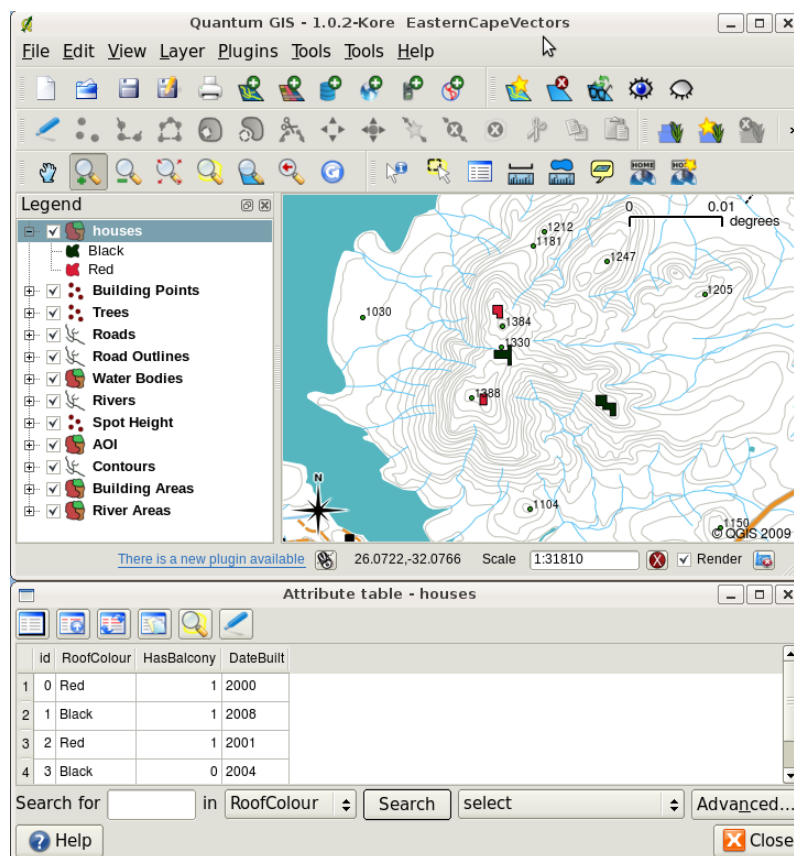 Quantum GIS - 1.0.2-Kore EasternCapeVectors
File Edit View Layer Plugins Tools Tools Help
HOME
Legend
houses
Black
Red
Building Points
Trees
Roads
Road Outlines
Water Bodies
Rivers
Spot Height
AOI
Contours
Building Areas
River Areas
0 0.01
degrees
1212
1181
1247
1205
1030
1384
1330
1388
1104
1150
N
© QGIS 2009
There is a new plugin available 26.0722,-32.0766 Scale 1:31810 Render
Attribute table - houses
id RoofColour HasBalcony DateBuilt
1 0 Red 1 2000
2 1 Black 1 2008
3 2 Red 1 2001
4 3 Black 0 2004
Search for in RoofColour Search select Advanced...
Help Close